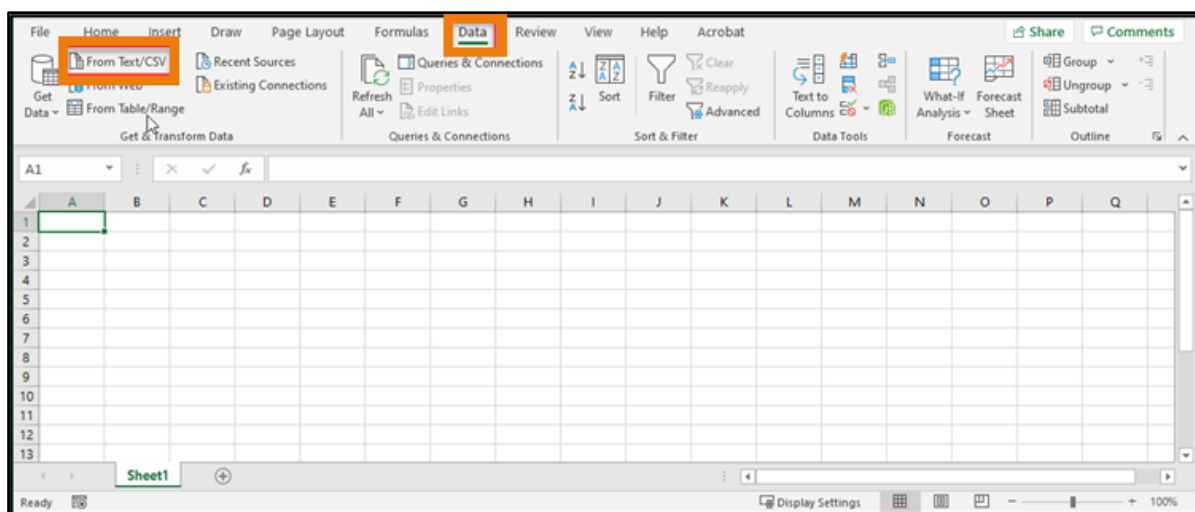 File Home Insert Draw Page Layout Formulas Data Review View Help Acrobat Share Comments
From Text/CSV Recent Sources Queries & Connections Clear Group
From Web Existing Connections Properties Reapply Ungroup
Get Data From Table/Range Refresh All Edit Links Sort Filter Advanced Text to Columns What-If Analysis Forecast Sheet Subtotal
Get & Transform Data Queries & Connections Sort & Filter Data Tools Forecast Outline
A1 fx
A B C D E F G H I J K L M N O P Q
1
2
3
4
5
6
7
8
9
10
11
12
13
Sheet1
Ready Display Settings 100%